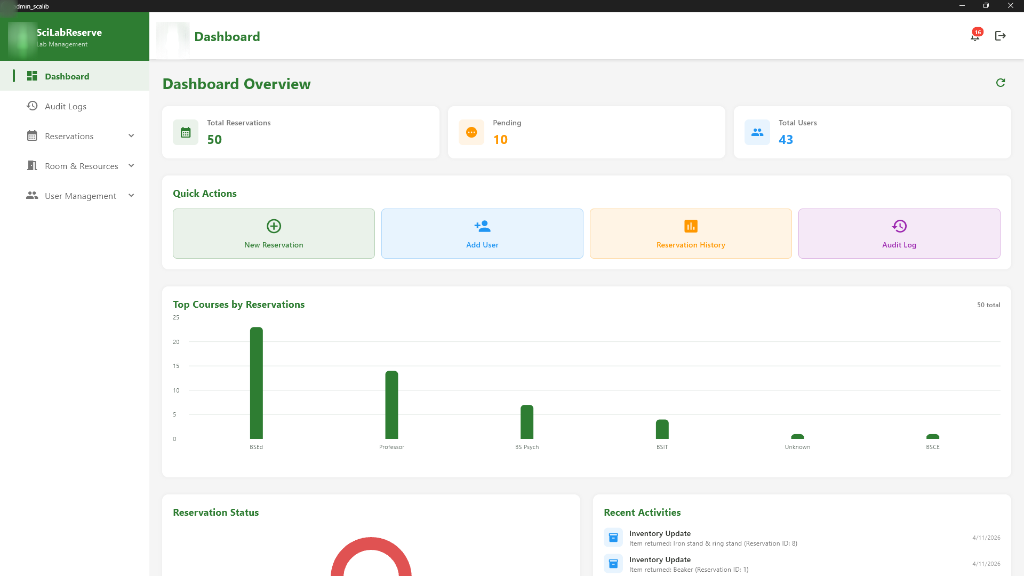 dmin_scalib
SciLabReserve
Lab Management
Dashboard
16
Dashboard
Audit Logs
Reservations
Room & Resources
User Management
Dashboard Overview
Total Reservations
50
Pending
10
Total Users
43
Quick Actions
New Reservation
Add User
Reservation History
Audit Log
Top Courses by Reservations
50 total
25
20
15
10
5
0
BSEd
Professor
BS Psych
BSIT
Unknown
BSCE
Reservation Status
Recent Activities
Inventory Update
Item returned: Iron stand & ring stand (Reservation ID: 8)
4/11/2026
Inventory Update
Item returned: Beaker (Reservation ID: 1)
4/11/2026